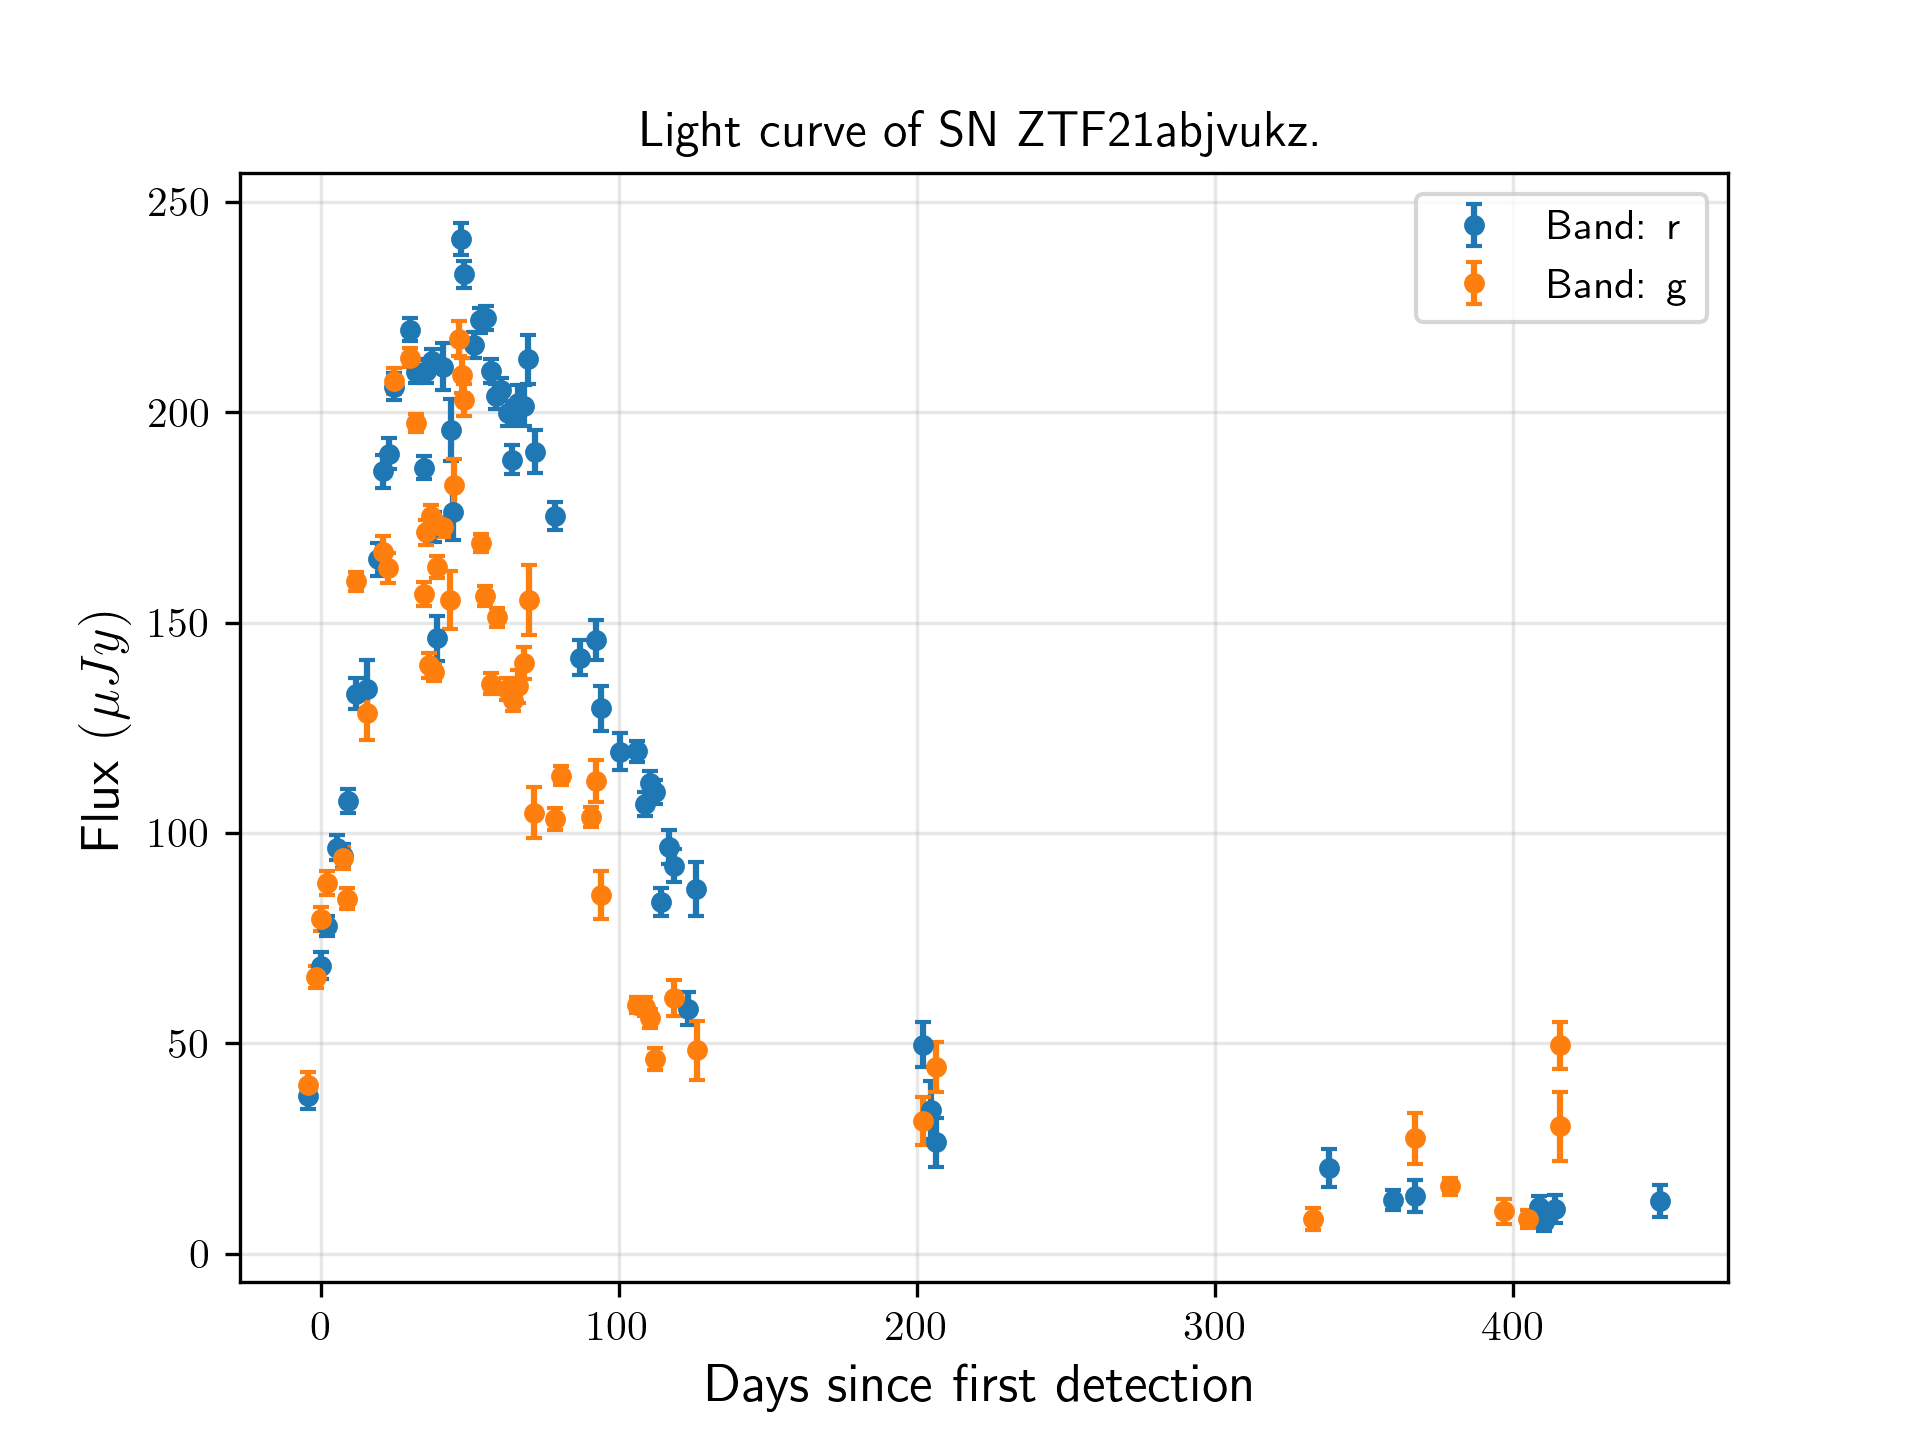 Light curve of SN ZTF21abjvukz.
250
200
150
100
50
0
Flux (μJy)
Band: r
Band: g
0 100 200 300 400
Days since first detection